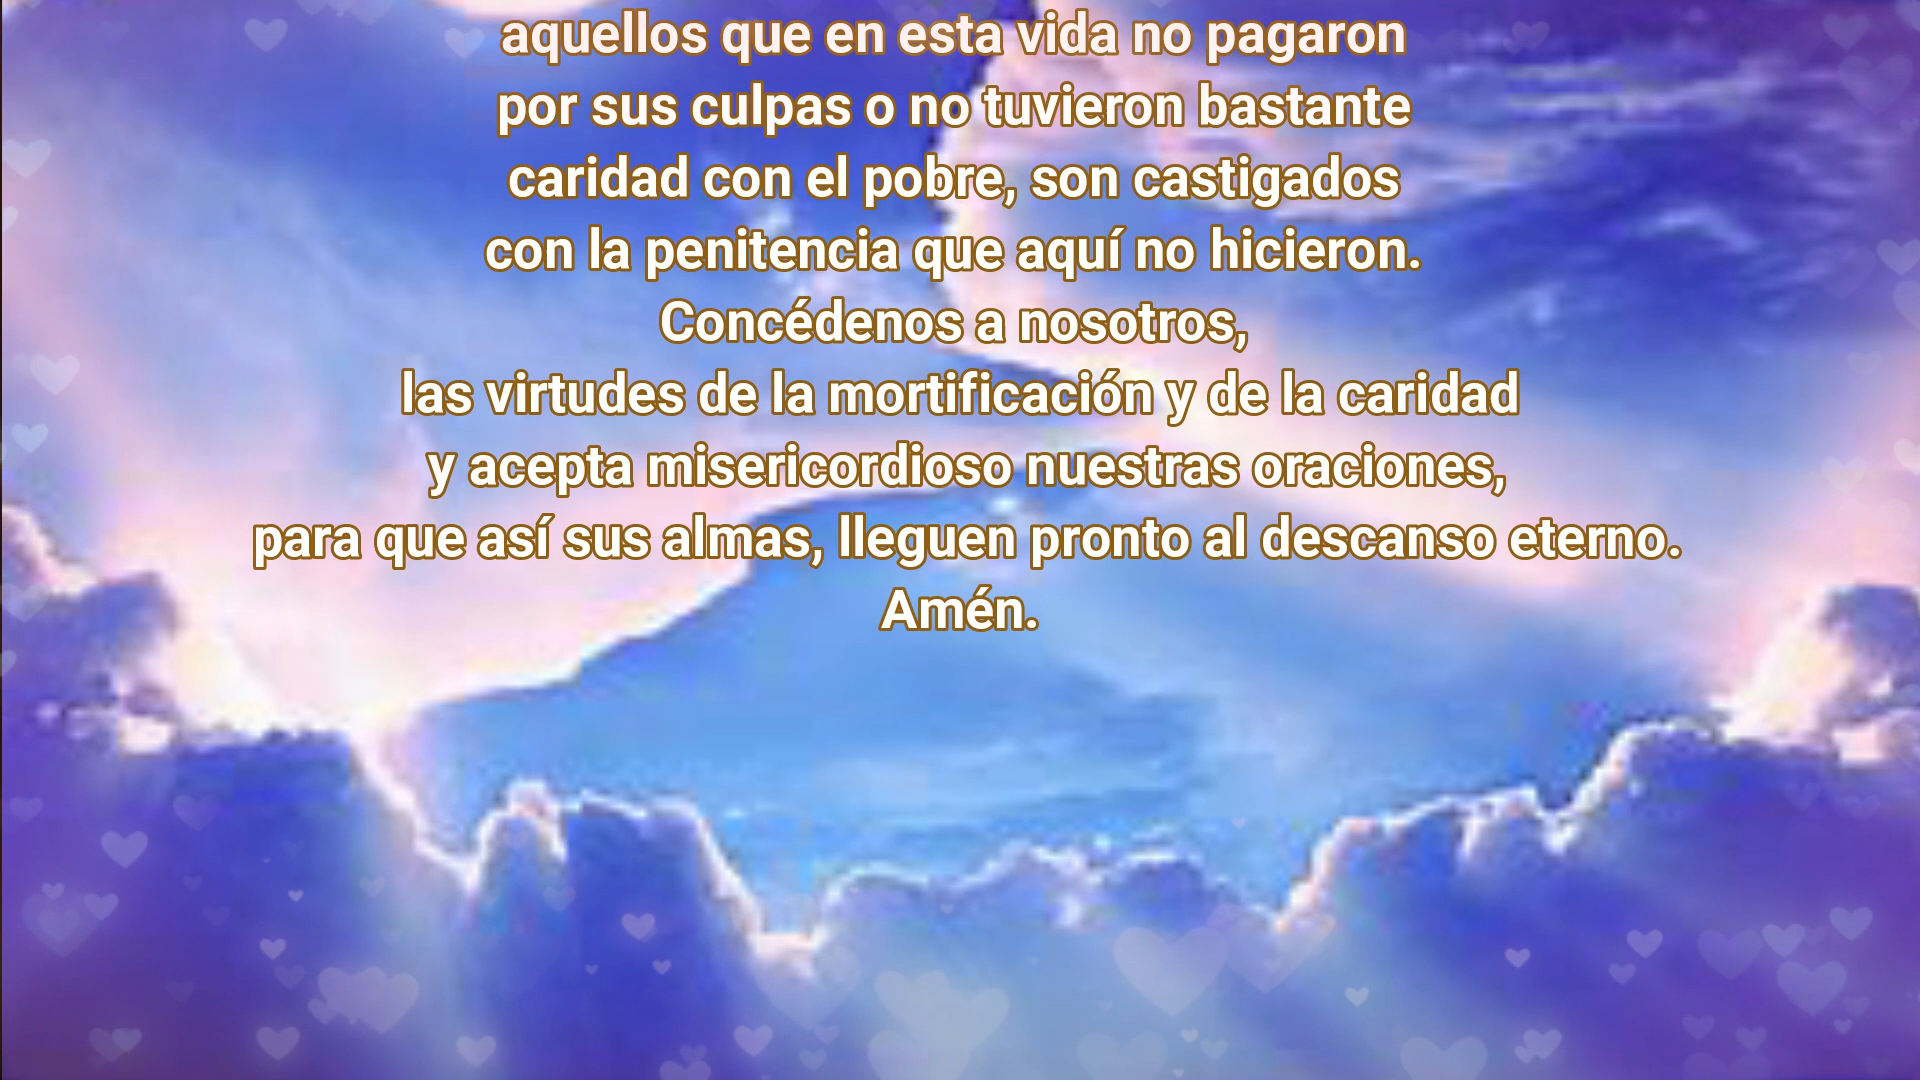 aquellos que en esta vida no pagaron
por sus culpas o no tuvieron bastante
caridad con el pobre, son castigados
con la penitencia que aquí no hicieron.
Concédenos a nosotros,
las virtudes de la mortificación y de la caridad
y acepta misericordioso nuestras oraciones,
para que así sus almas, lleguen pronto al descanso eterno.
Amén.